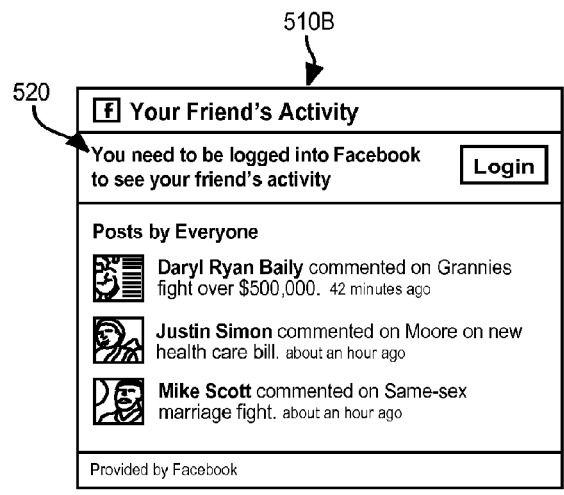 510B
520
f Your Friend's Activity
You need to be logged into Facebook
to see your friend's activity
Login
Posts by Everyone
Daryl Ryan Baily commented on Grannies
fight over $500,000. 42 minutes ago
Justin Simon commented on Moore on new
health care bill. about an hour ago
Mike Scott commented on Same-sex
marriage fight. about an hour ago
Provided by Facebook